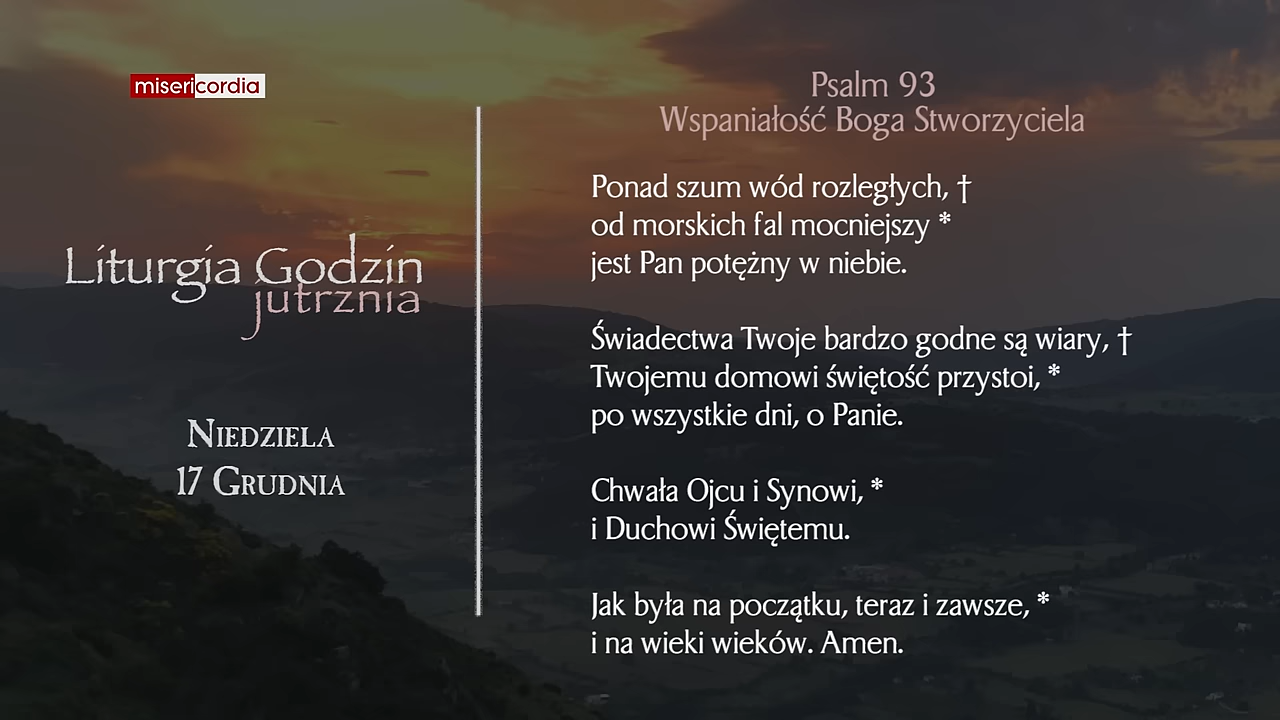 misericordia
Liturgia Godzin
jutrznia
Niedziela
17 Grudnia
Psalm 93
Wspaniałość Boga Stworzyciela
Ponad szum wód rozległych, †
od morskich fal mocniejszy *
jest Pan potężny w niebie.
Świadectwa Twoje bardzo godne są wiary, †
Twojemu domowi świętość przystoi, *
po wszystkie dni, o Panie.
Chwała Ojcu i Synowi, *
i Duchowi Świętemu.
Jak była na początku, teraz i zawsze, *
i na wieki wieków. Amen.